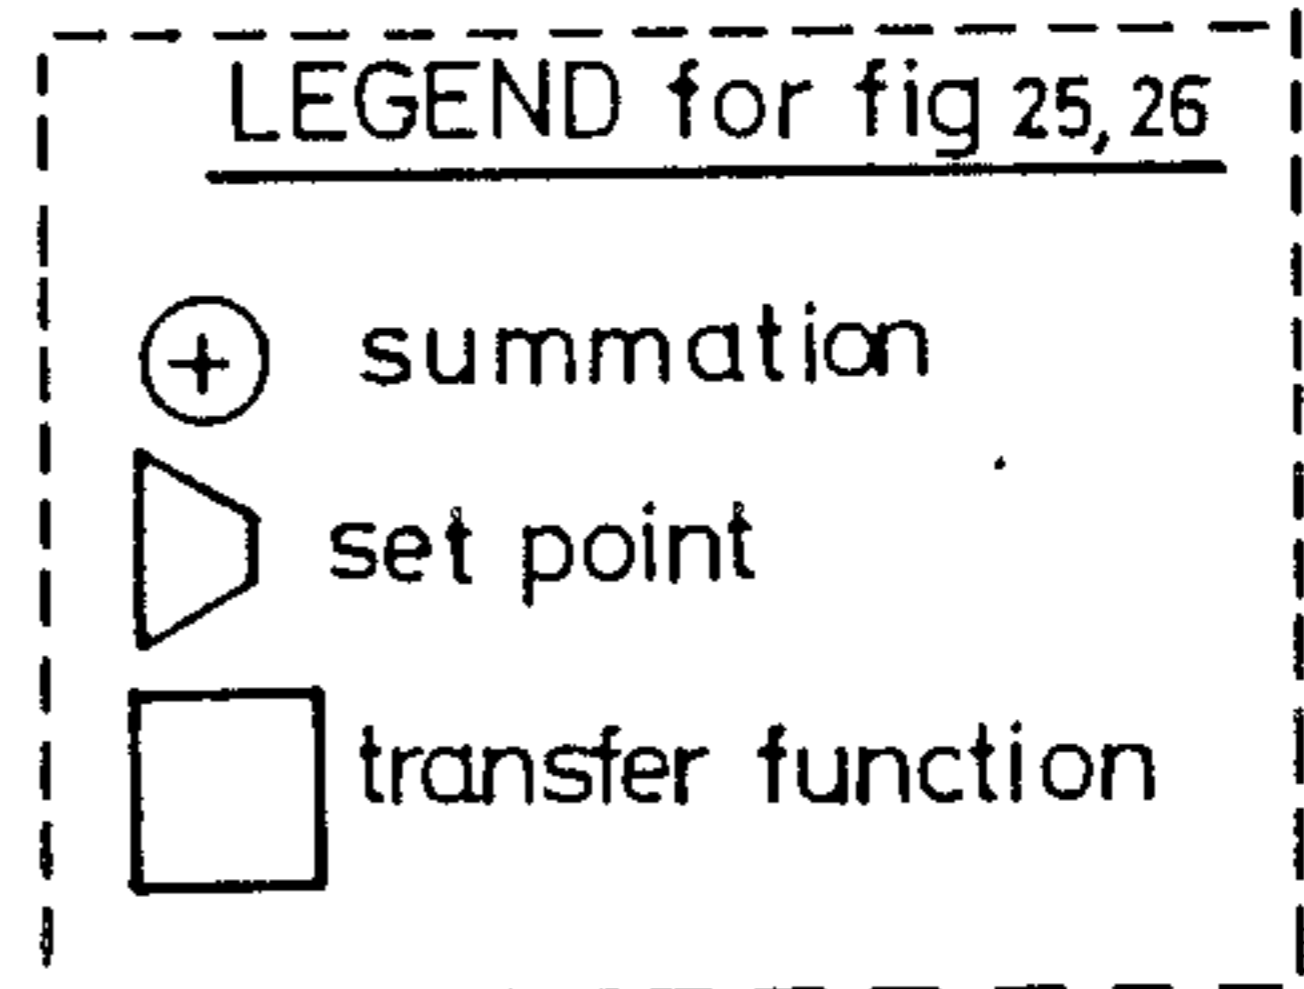 LEGEND for fig 25, 26
+ summation
set point
transfer function